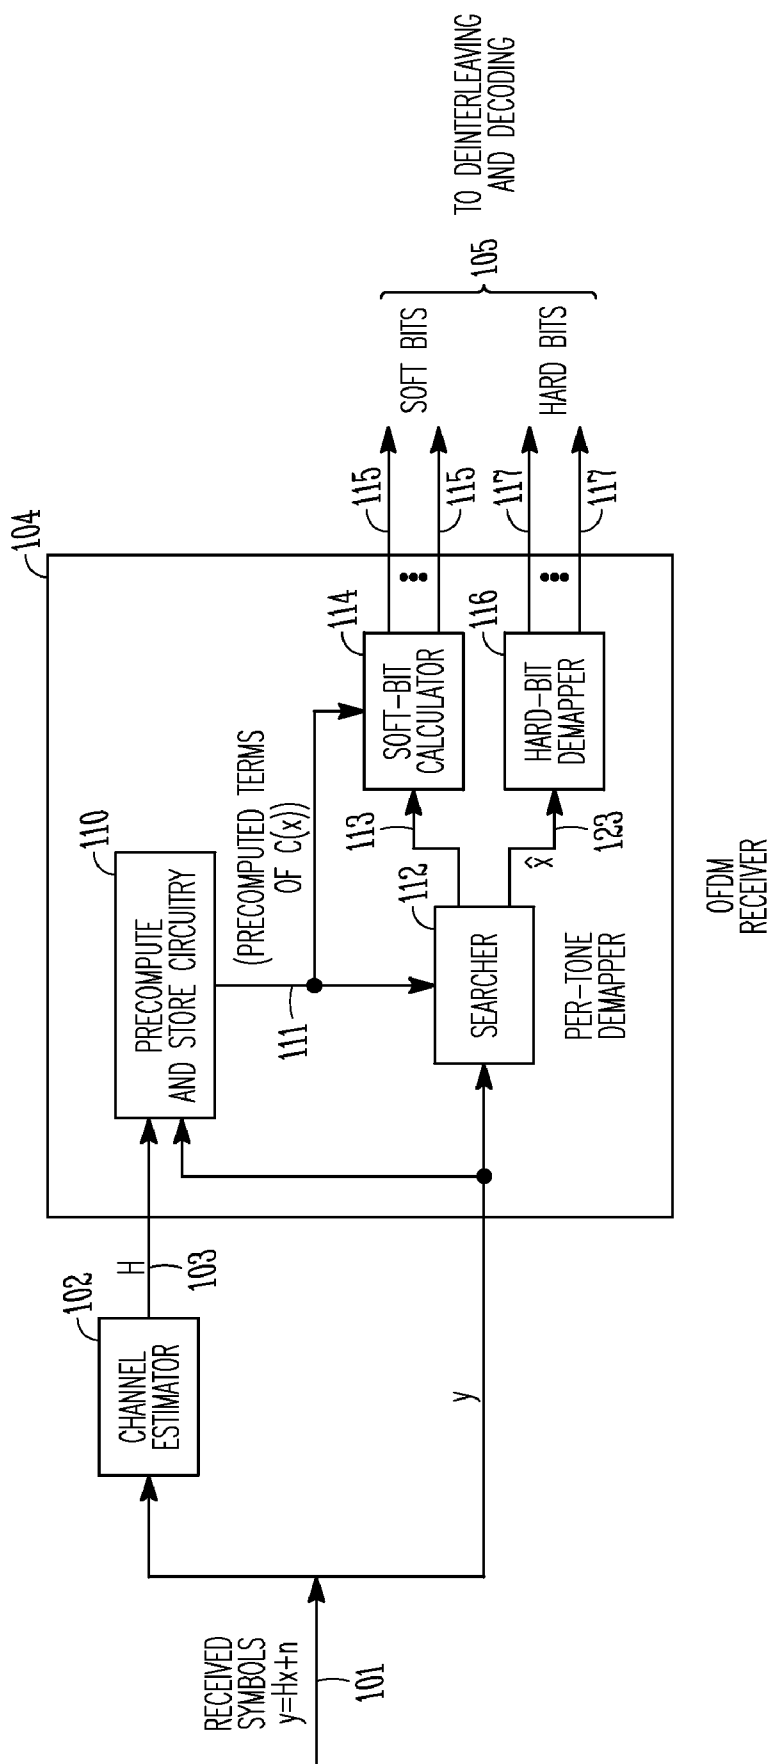 RECEIVED
SYMBOLS
y=Hx+n
101
102
CHANNEL
ESTIMATOR
H
103
y
104
110
PRECOMPUTE
AND STORE CIRCUITRY
111
(PRECOMPUTED TERMS
OF C(x))
112
SEARCHER
PER-TONE
DEMAPPER
113
x̂
123
114
SOFT-BIT
CALCULATOR
116
HARD-BIT
DEMAPPER
115
•••
115
117
•••
117
SOFT BITS
HARD BITS
105
TO DEINTERLEAVING
AND DECODING
OFDM
RECEIVER